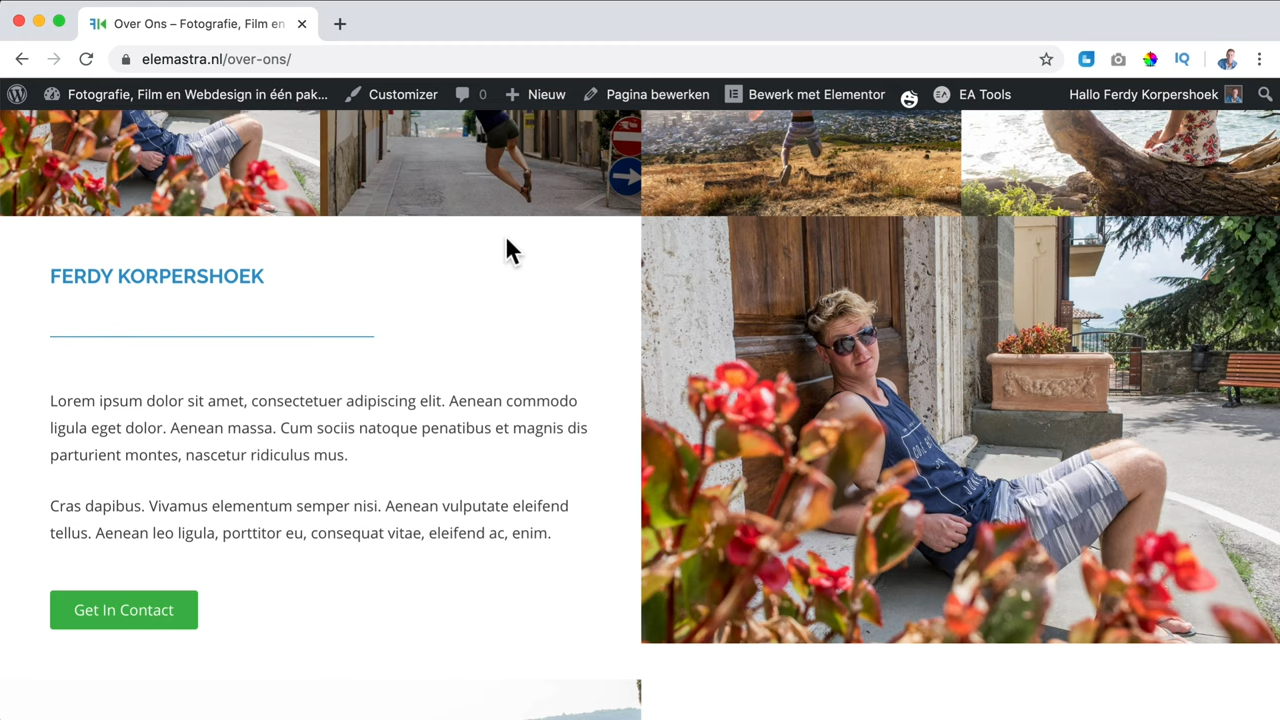 Over Ons – Fotografie, Film en
elemastra.nl/over-ons/
IQ
Fotografie, Film en Webdesign in één pak...
Customizer
0
Nieuw
Pagina bewerken
Bewerk met Elementor
EA
EA Tools
Hallo Ferdy Korpershoek
FERDY KORPERSHOEK
Lorem ipsum dolor sit amet, consectetuer adipiscing elit. Aenean commodo
ligula eget dolor. Aenean massa. Cum sociis natoque penatibus et magnis dis
parturient montes, nascetur ridiculus mus.
Cras dapibus. Vivamus elementum semper nisi. Aenean vulputate eleifend
tellus. Aenean leo ligula, porttitor eu, consequat vitae, eleifend ac, enim.
Get In Contact